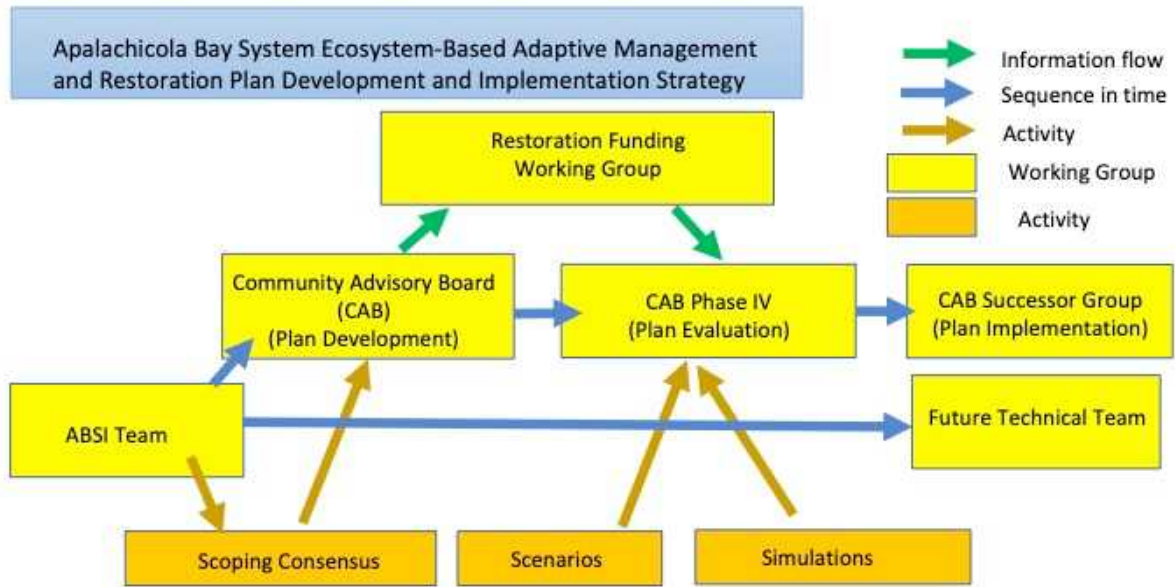 Apalachicola Bay System Ecosystem-Based Adaptive Management
and Restoration Plan Development and Implementation Strategy
Information flow
Sequence in time
Activity
Working Group
Activity
Restoration Funding
Working Group
Community Advisory Board
(CAB)
(Plan Development)
CAB Phase IV
(Plan Evaluation)
CAB Successor Group
(Plan Implementation)
ABSI Team
Future Technical Team
Scoping Consensus
Scenarios
Simulations